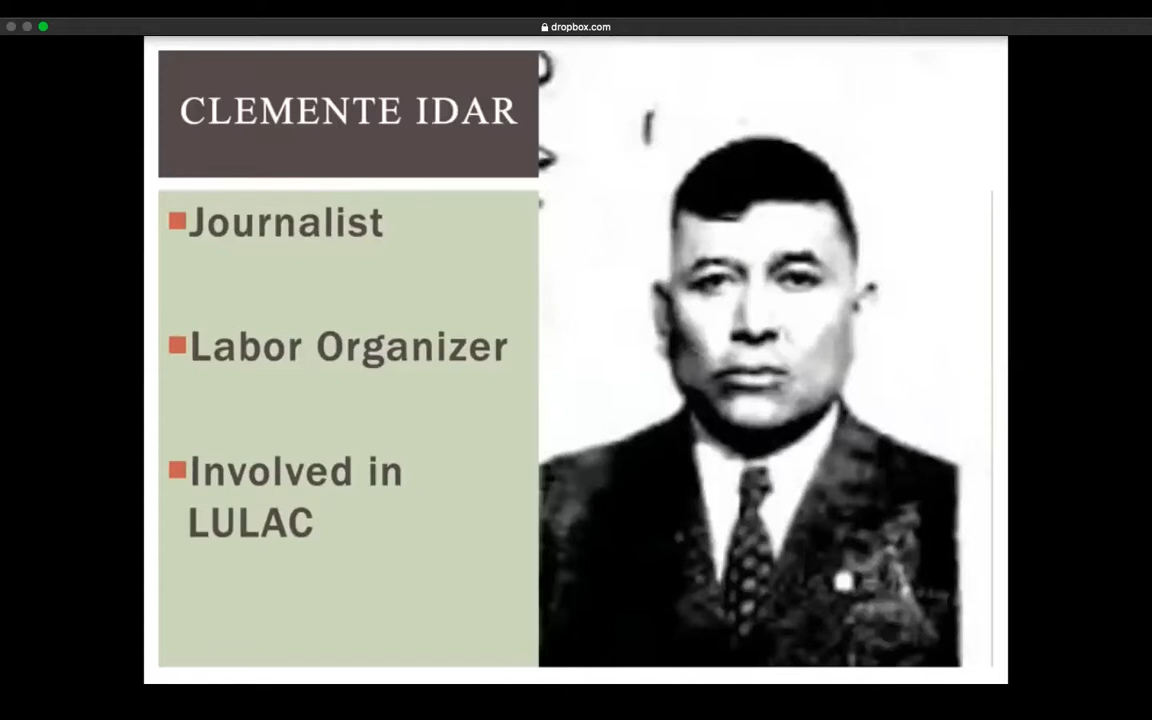 dropbox.com
CLEMENTE IDAR
Journalist
Labor Organizer
Involved in
LULAC